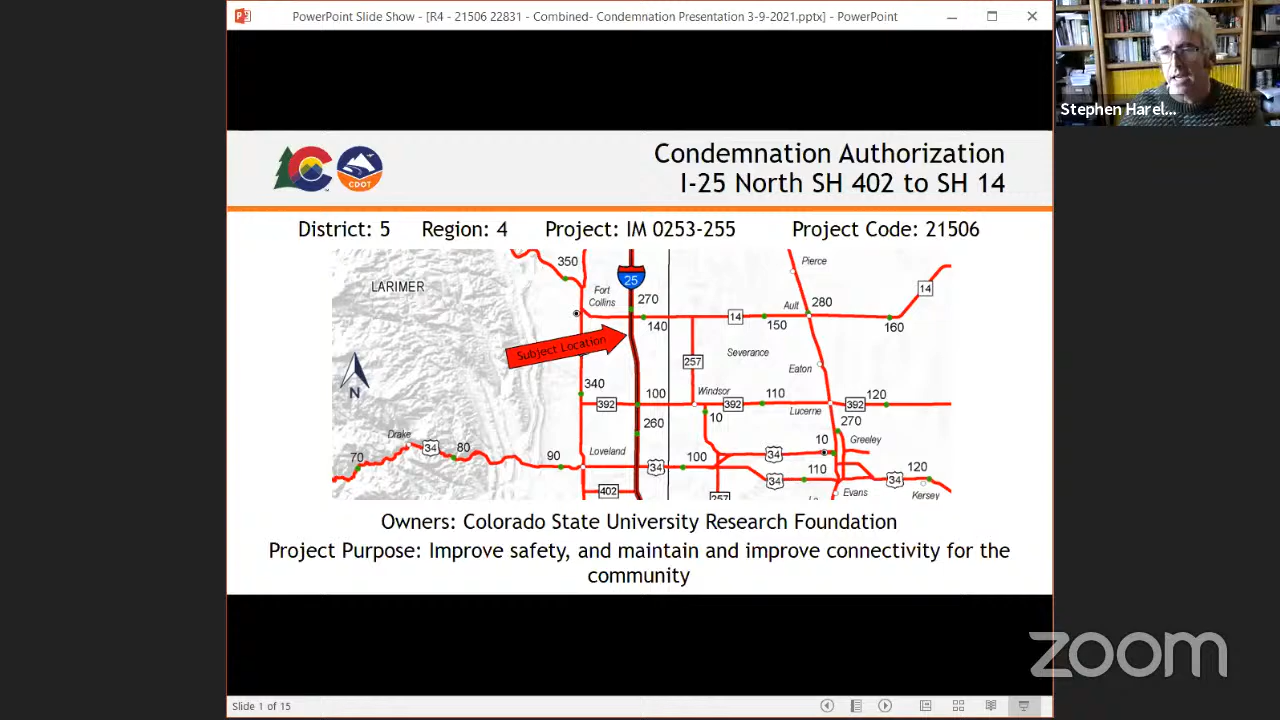 PowerPoint Slide Show - [R4 - 21506 22831 - Combined- Condemnation Presentation 3-9-2021.pptx] - PowerPoint
Stephen Harel...
CDOT
Condemnation Authorization
I-25 North SH 402 to SH 14
District: 5 Region: 4 Project: IM 0253-255 Project Code: 21506
350
Pierce
LARIMER
25
Fort
Collins
270
14
Ault
280
14
140
150
160
Subject Location
257
Severance
Eaton
N
340
100
Windsor
110
120
392
392
Lucerne
392
10
260
270
Drake
34
80
Loveland
10
Greeley
70
90
34
100
34
110
120
34
34
402
257
Evans
Kersey
Owners: Colorado State University Research Foundation
Project Purpose: Improve safety, and maintain and improve connectivity for the
community
zoom
Slide 1 of 15